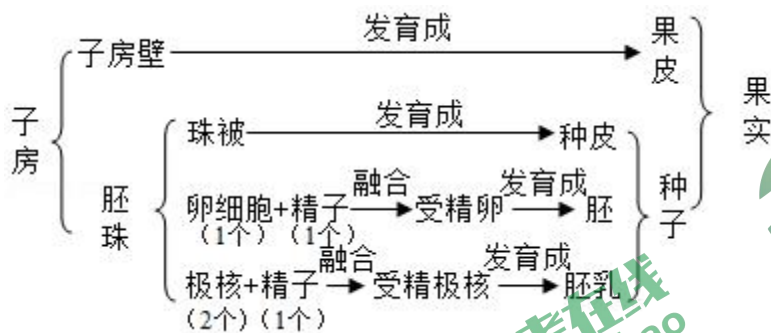 子房
子房壁 发育成 果皮
果实
胚珠
珠被 发育成 种皮
种子
卵细胞+精子 融合 受精卵 发育成 胚
（1个）（1个）
极核+精子 融合 受精极核 发育成 胚乳
（2个）（1个）